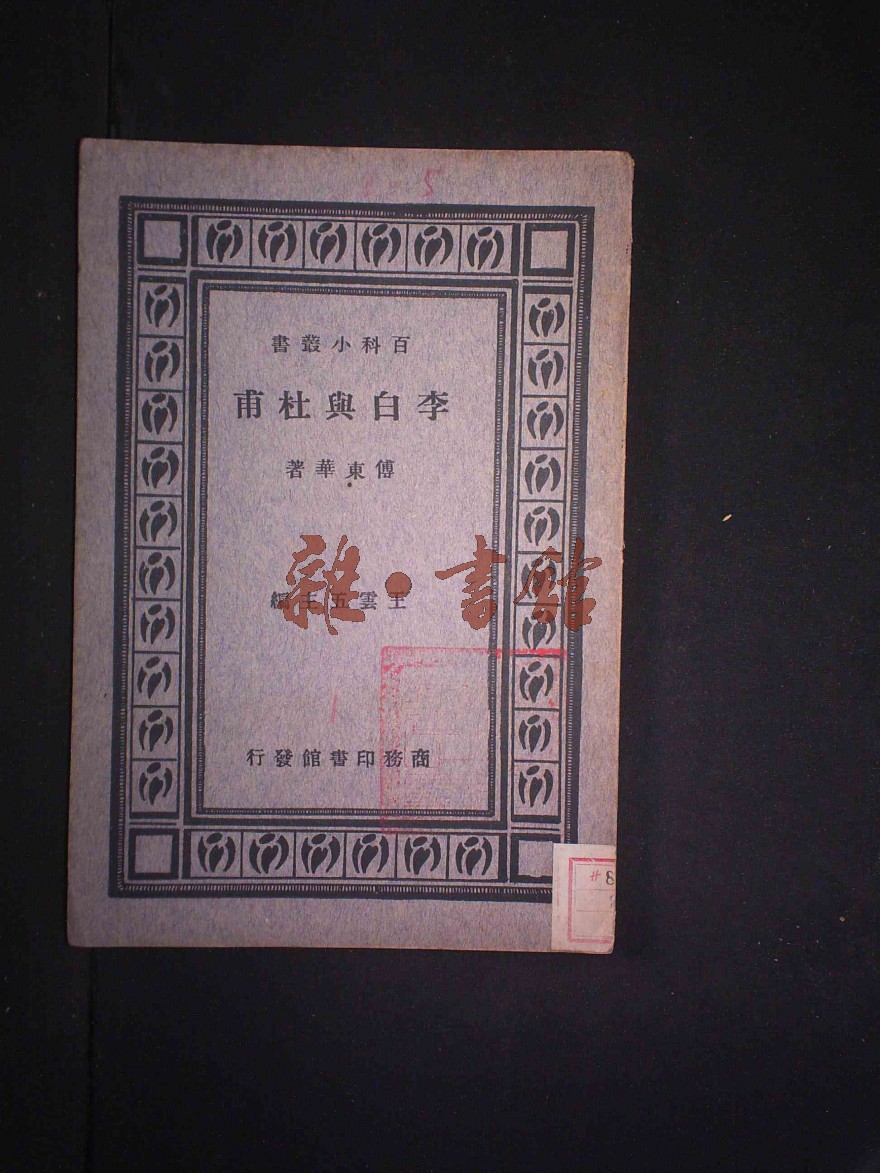 百科小叢書
李白與杜甫
傅東華著
王雲五主編
雜·書館
商務印書館發行